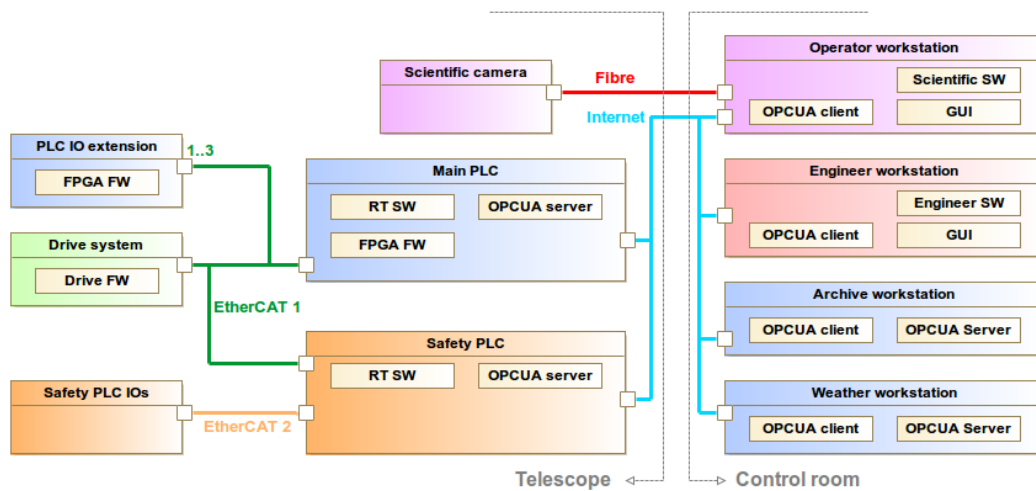 Scientific camera
Fibre
Internet
Operator workstation
Scientific SW
OPCUA client
GUI
PLC IO extension
FPGA FW
1..3
Drive system
Drive FW
EtherCAT 1
Safety PLC IOs
EtherCAT 2
Main PLC
RT SW
OPCUA server
FPGA FW
Safety PLC
RT SW
OPCUA server
Engineer workstation
Engineer SW
OPCUA client
GUI
Archive workstation
OPCUA client
OPCUA Server
Weather workstation
OPCUA client
OPCUA Server
Telescope
Control room